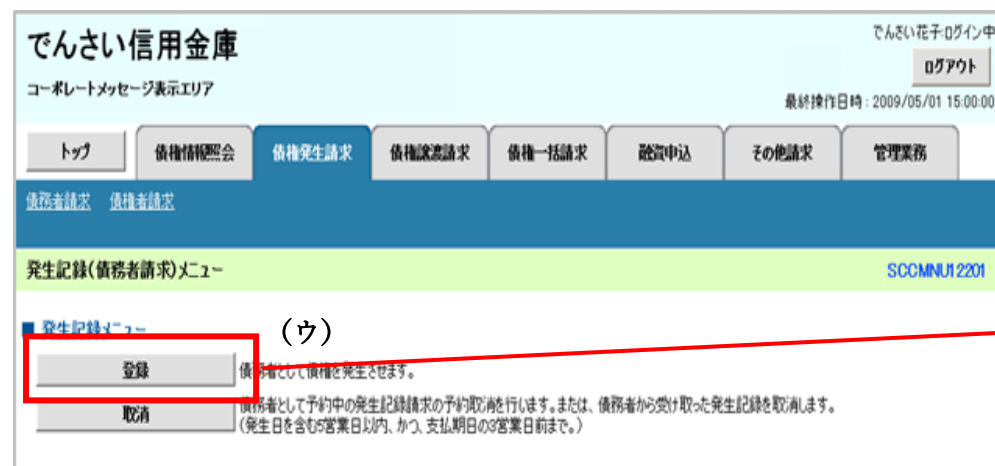 でんさい信用金庫
でんさい花子:ログイン中
ログアウト
コーポレートメッセージ表示エリア
最終操作日時：2009/05/01 15:00:00
トップ 債権情報照会 債権発生請求 債権譲渡請求 債権一括請求 融資申込 その他請求 管理業務
債務者請求 債権者請求
発生記録(債務者請求)メニュー SCCMNU12201
■ 発生記録メニュー
（ウ）
登録 債務者として債権を発生させます。
取消 債務者として予約中の発生記録請求の予約取消を行います。または、債務者から受け取った発生記録を取消します。
(発生日を含む5営業日以内、かつ、支払期日の3営業日前まで。)